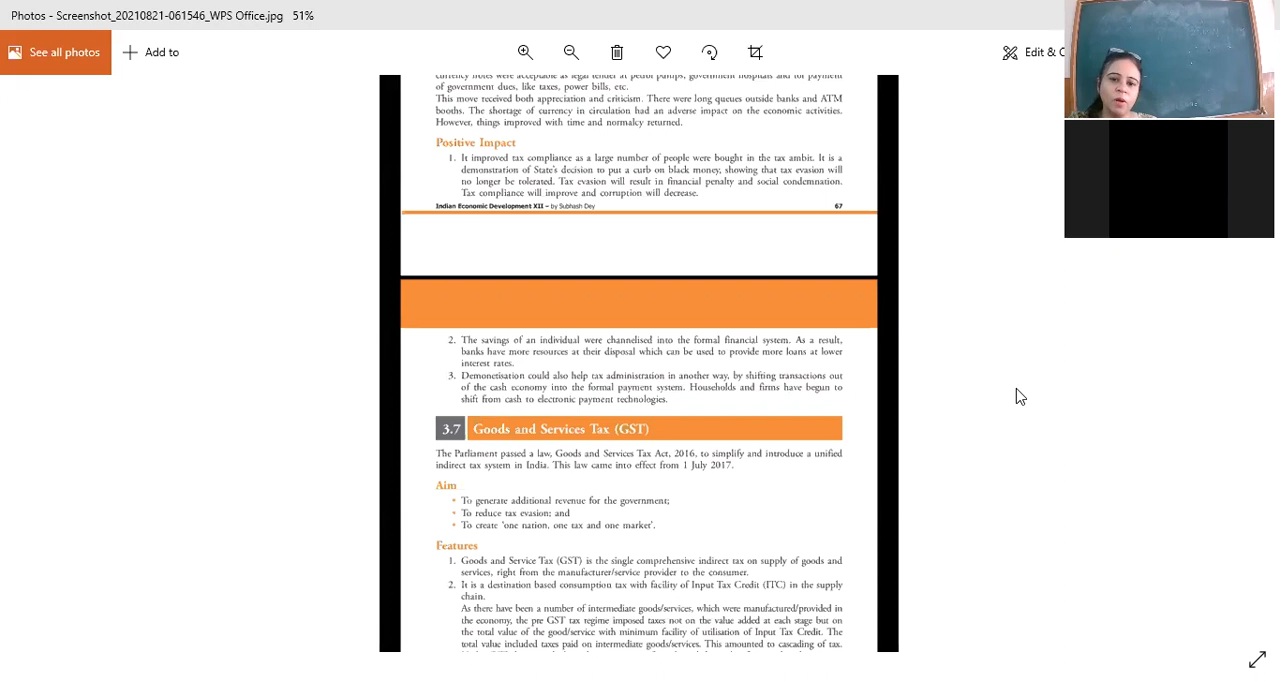 Photos - Screenshot_20210821-061546_WPS Office.jpg 51%
See all photos
Add to
Edit & C
currency notes were acceptable as legal tender at petrol pumps, government hospitals and for payment
of government dues, like taxes, power bills, etc.
This move received both appreciation and criticism. There were long queues outside banks and ATM
booths. The shortage of currency in circulation had an adverse impact on the economic activities.
However, things improved with time and normalcy returned.
Positive Impact
1. It improved tax compliance as a large number of people were bought in the tax ambit. It is a
demonstration of State's decision to put a curb on black money, showing that tax evasion will
no longer be tolerated. Tax evasion will result in financial penalty and social condemnation.
Tax compliance will improve and corruption will decrease.
Indian Economic Development XII – by Subhash Dey 67
2. The savings of an individual were channelised into the formal financial system. As a result,
banks have more resources at their disposal which can be used to provide more loans at lower
interest rates.
3. Demonetisation could also help tax administration in another way, by shifting transactions out
of the cash economy into the formal payment system. Households and firms have begun to
shift from cash to electronic payment technologies.
3.7 Goods and Services Tax (GST)
The Parliament passed a law, Goods and Services Tax Act, 2016, to simplify and introduce a unified
indirect tax system in India. This law came into effect from 1 July 2017.
Aim
• To generate additional revenue for the government;
• To reduce tax evasion; and
• To create 'one nation, one tax and one market'.
Features
1. Goods and Service Tax (GST) is the single comprehensive indirect tax on supply of goods and
services, right from the manufacturer/service provider to the consumer.
2. It is a destination based consumption tax with facility of Input Tax Credit (ITC) in the supply
chain.
As there have been a number of intermediate goods/services, which were manufactured/provided in
the economy, the pre GST tax regime imposed taxes not on the value added at each stage but on
the total value of the good/service with minimum facility of utilisation of Input Tax Credit. The
total value included taxes paid on intermediate goods/services. This amounted to cascading of tax.